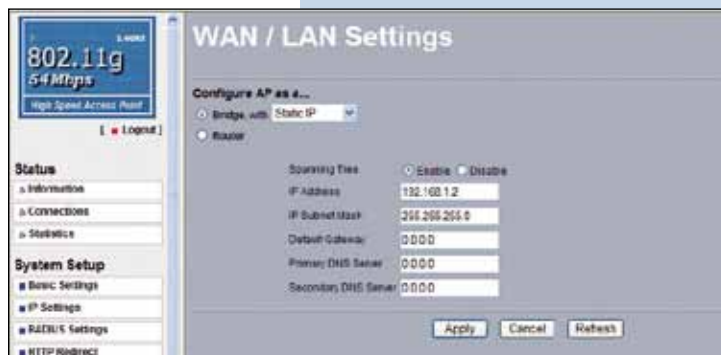 802.11g
54 Mbps
High Speed Access Point
[ Logout ]
Status
Information
Connections
Statistics
System Setup
Basic Settings
IP Settings
RADIUS Settings
HTTP Redirect
WAN / LAN Settings
Configure AP as a...
Bridge, with Static IP
Router
Spanning Tree Enable Disable
IP Address 192.168.1.2
IP Subnet Mask 255.255.255.0
Default Gateway 0.0.0.0
Primary DNS Server 0.0.0.0
Secondary DNS Server 0.0.0.0
Apply Cancel Refresh